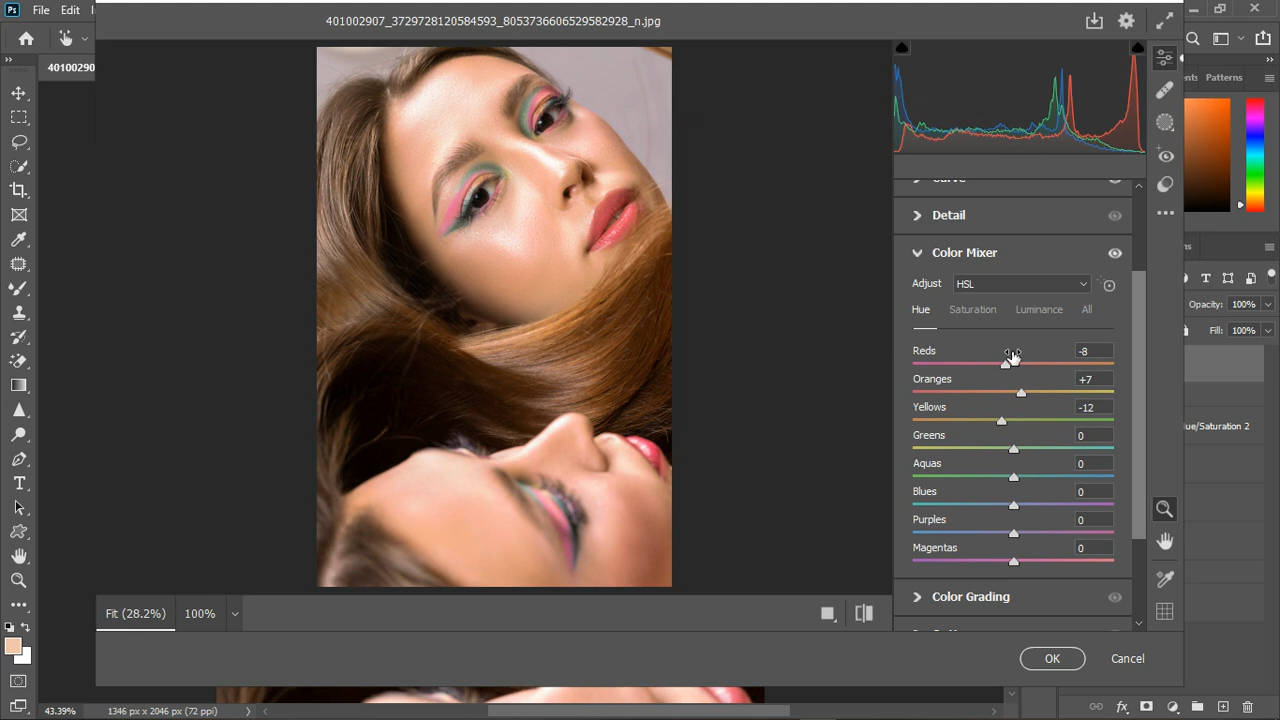 Ps File Edit
401002907_3729728120584593_8053736606529582928_n.jpg
40100290
Patterns
Detail
Color Mixer
Adjust HSL
Hue Saturation Luminance All
Reds -8
Oranges +7
Yellows -12
Greens 0
Aquas 0
Blues 0
Purples 0
Magentas 0
Color Grading
Opacity: 100%
Fill: 100%
Hue/Saturation 2
Fit (28.2%) 100%
OK Cancel
43.39% 1346 px x 2046 px (72 ppi)